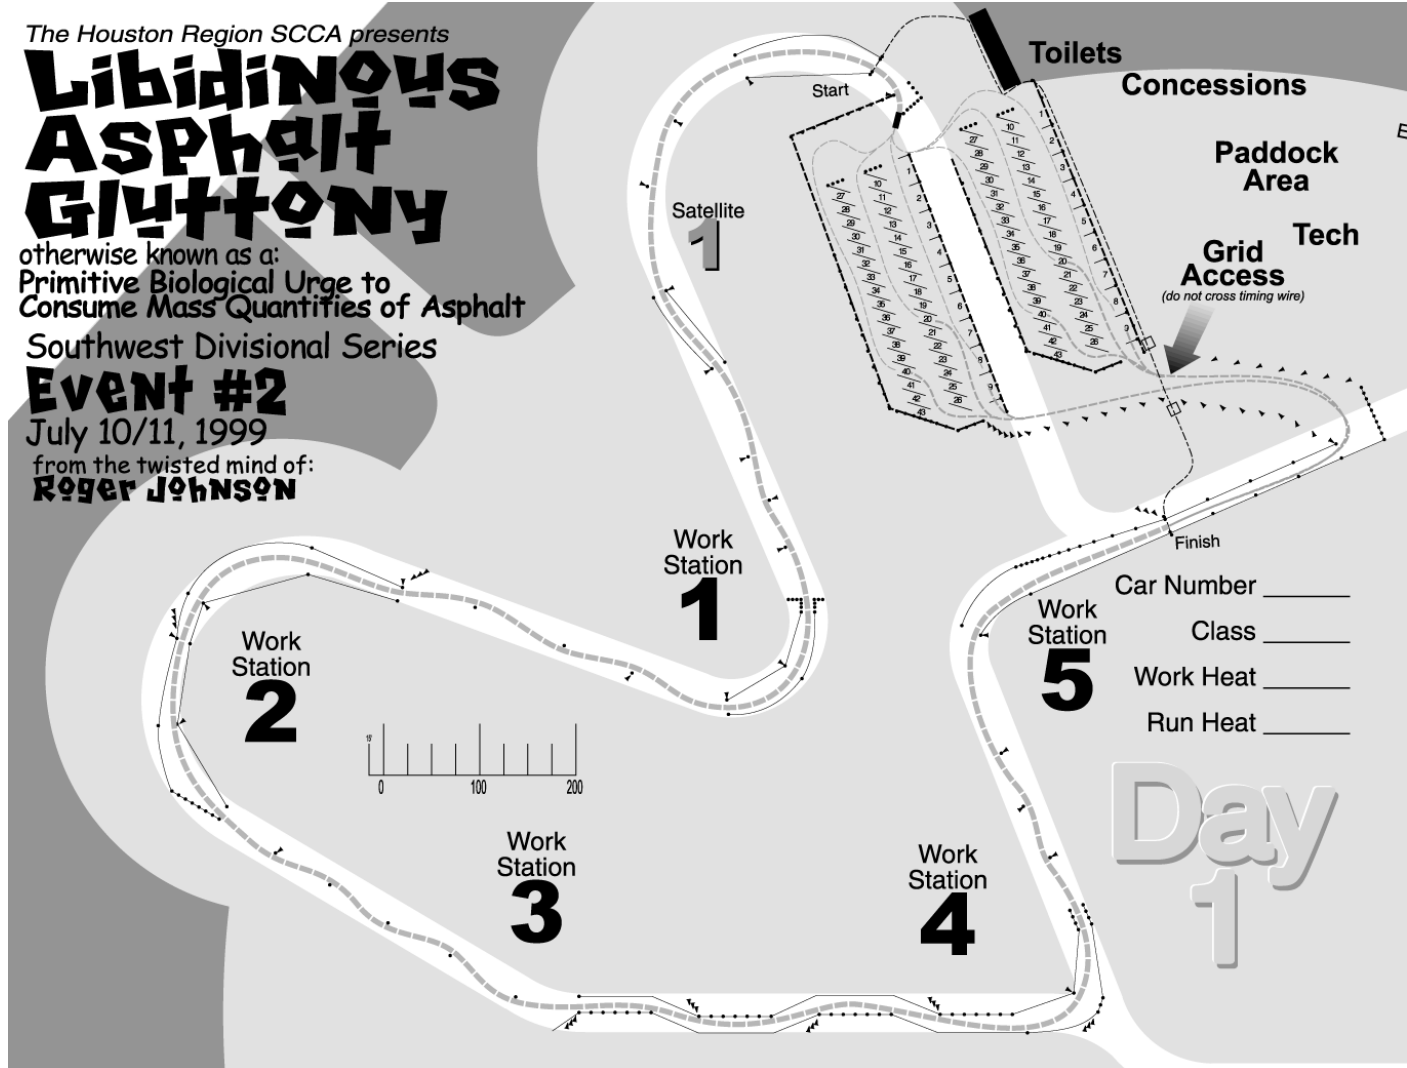 The Houston Region SCCA presents
Libidinous
Asphalt
Gluttony
otherwise known as a:
Primitive Biological Urge to
Consume Mass Quantities of Asphalt
Southwest Divisional Series
Event #2
July 10/11, 1999
from the twisted mind of:
Roger Johnson
Toilets
Concessions
Paddock
Area
Tech
Grid
Access
(do not cross timing wire)
Start
Satellite
1
Finish
Work
Station
1
Work
Station
2
Work
Station
3
Work
Station
4
Work
Station
5
Car Number
Class
Work Heat
Run Heat
15'
0 100 200
Day
1